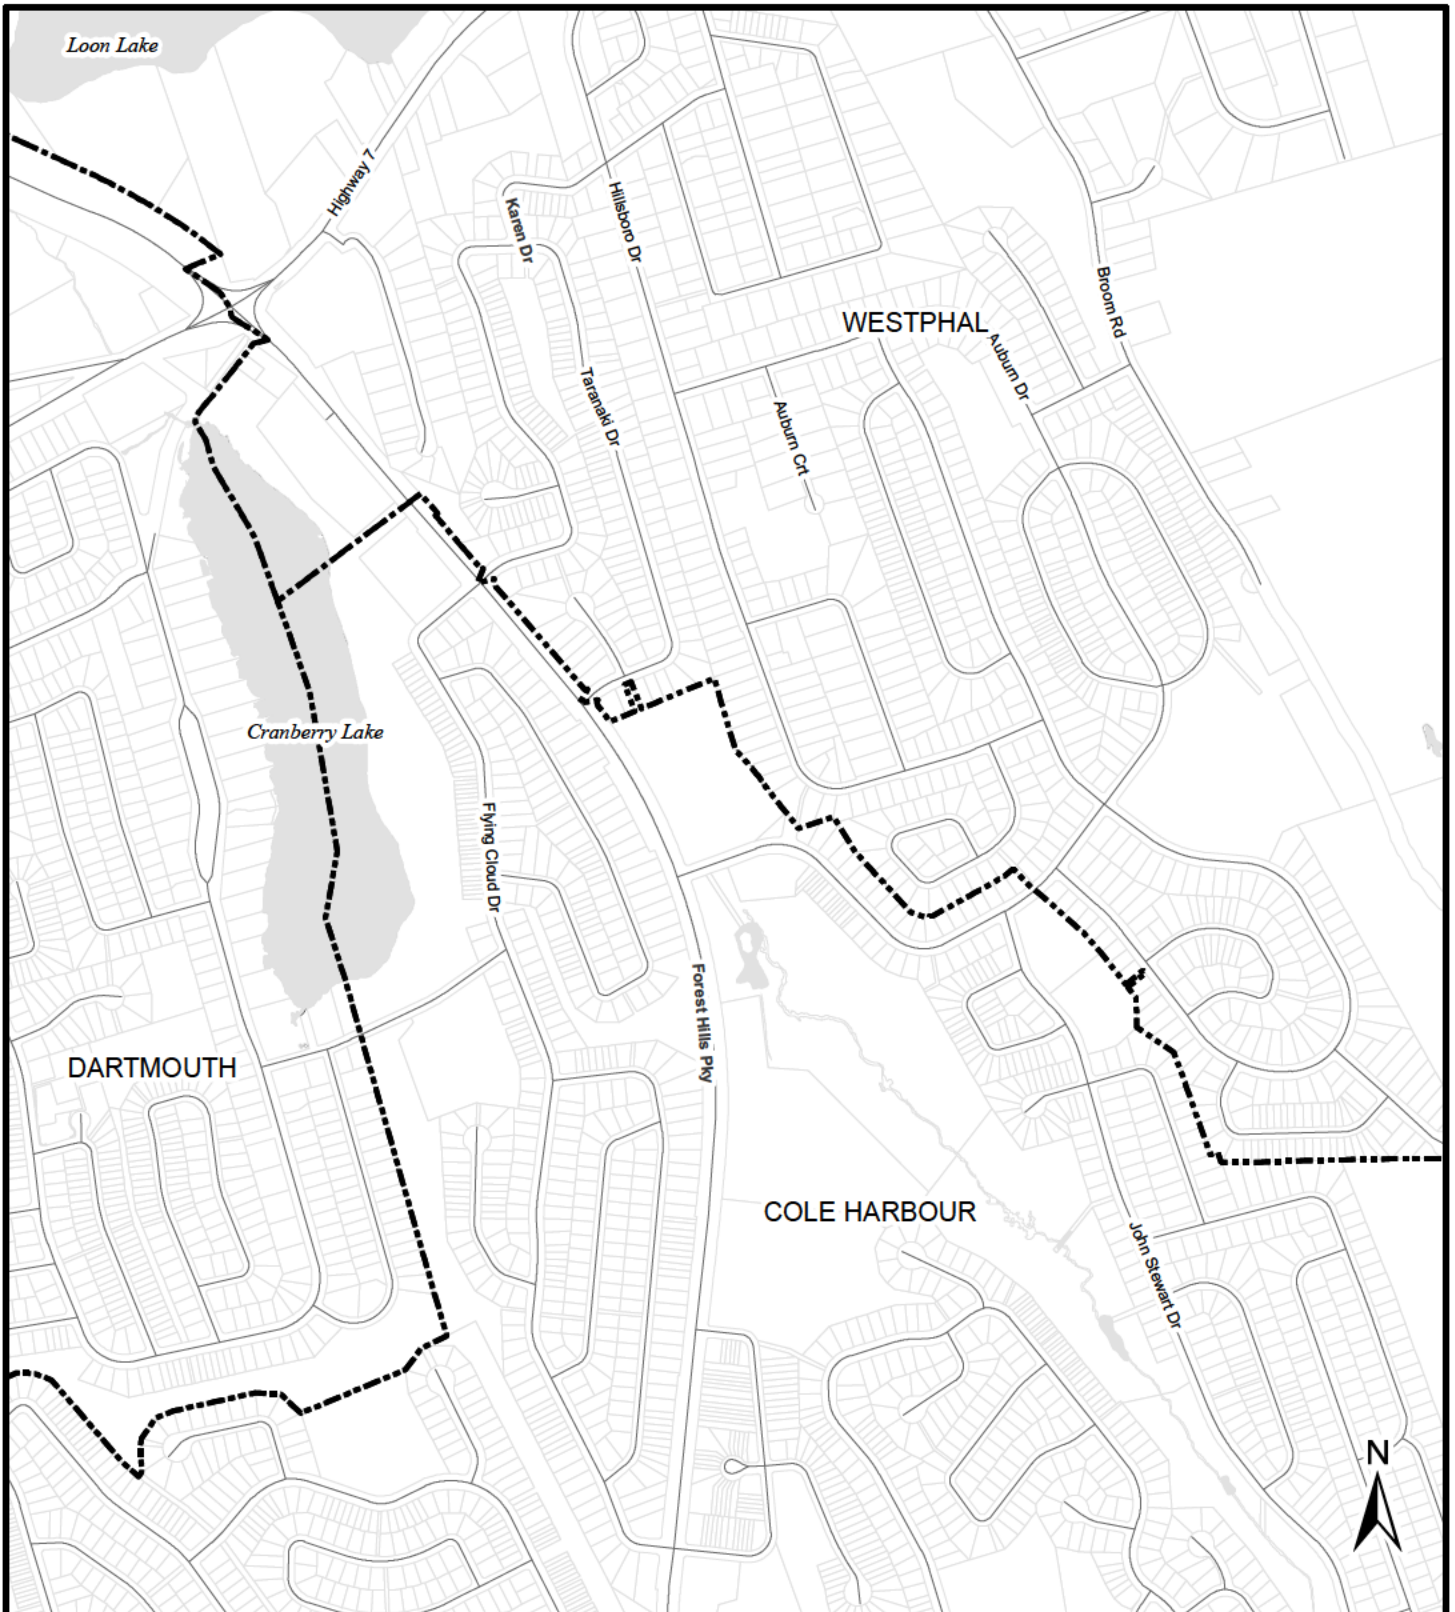 Loon Lake
Highway 7
Karen Dr
Hillsboro Dr
Broom Rd
WESTPHAL
Auburn Dr
Taranaki Dr
Auburn Crt
Cranberry Lake
Flying Cloud Dr
Forest Hills Pky
DARTMOUTH
COLE HARBOUR
John Stewart Dr
N